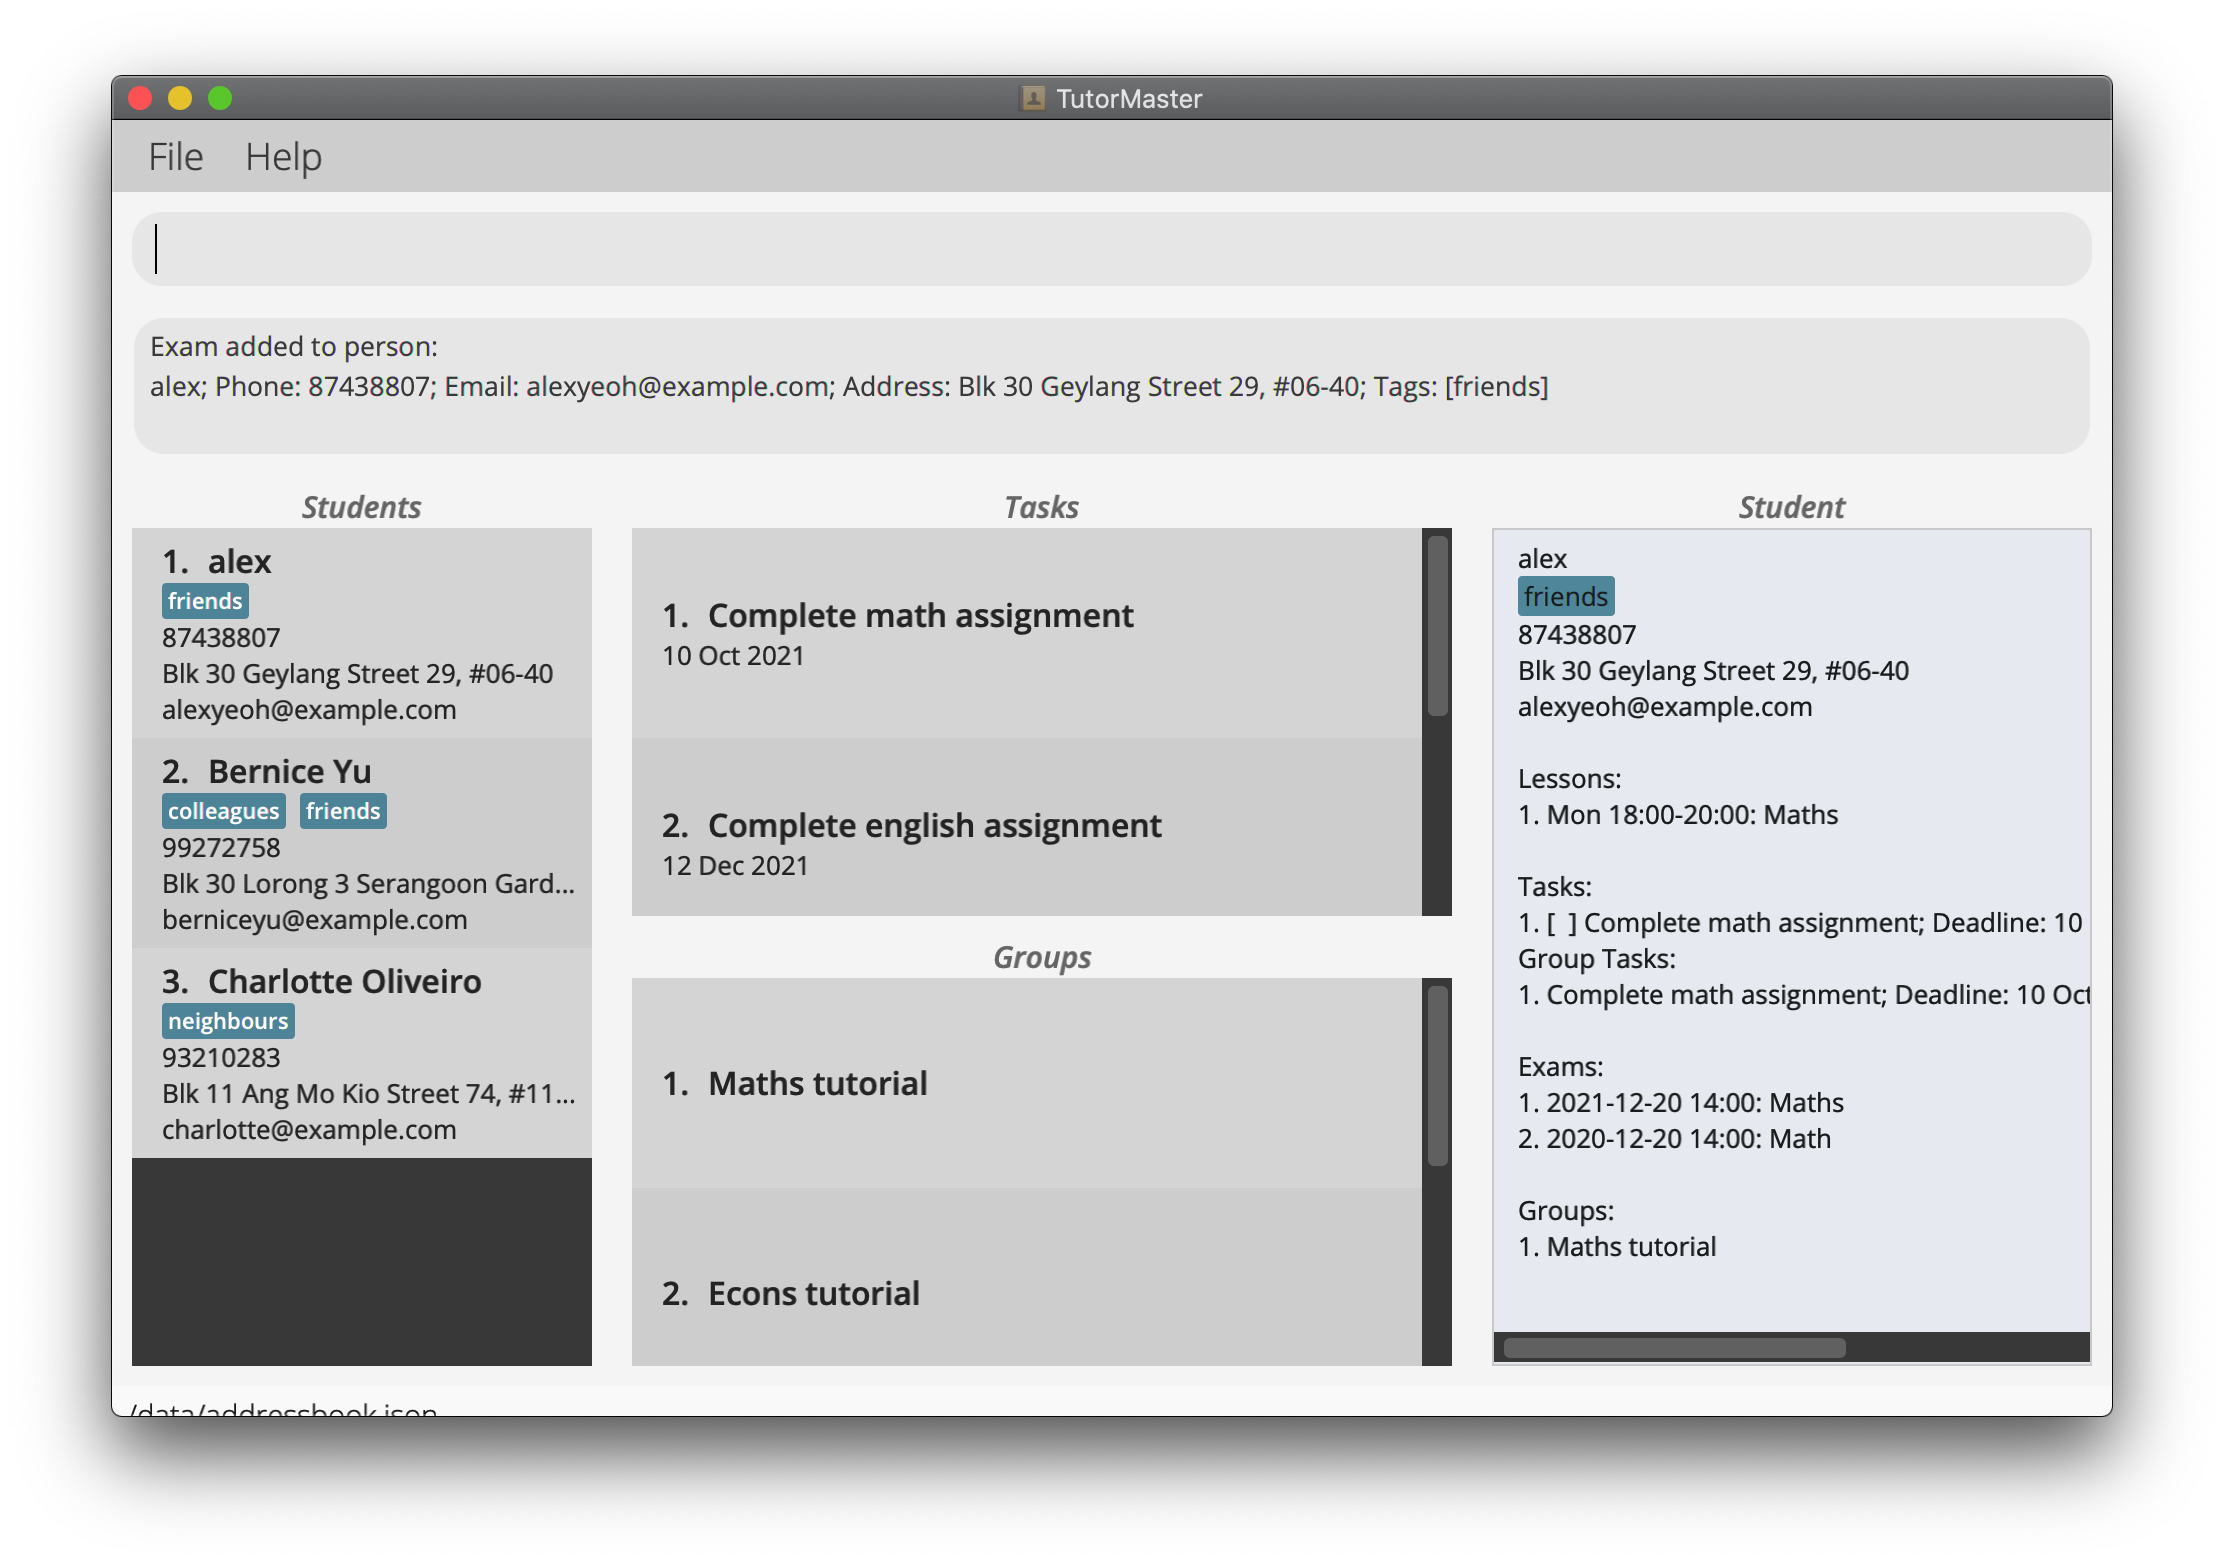 TutorMaster
File Help
Exam added to person:
alex; Phone: 87438807; Email: alexyeoh@example.com; Address: Blk 30 Geylang Street 29, #06-40; Tags: [friends]
Students
1. alex
friends
87438807
Blk 30 Geylang Street 29, #06-40
alexyeoh@example.com
2. Bernice Yu
colleagues friends
99272758
Blk 30 Lorong 3 Serangoon Gard...
berniceyu@example.com
3. Charlotte Oliveiro
neighbours
93210283
Blk 11 Ang Mo Kio Street 74, #11...
charlotte@example.com
Tasks
1. Complete math assignment
10 Oct 2021
2. Complete english assignment
12 Dec 2021
Groups
1. Maths tutorial
2. Econs tutorial
Student
alex
friends
87438807
Blk 30 Geylang Street 29, #06-40
alexyeoh@example.com
Lessons:
1. Mon 18:00-20:00: Maths
Tasks:
1. [ ] Complete math assignment; Deadline: 10
Group Tasks:
1. Complete math assignment; Deadline: 10 Oct
Exams:
1. 2021-12-20 14:00: Maths
2. 2020-12-20 14:00: Math
Groups:
1. Maths tutorial
/data/addressbook.json